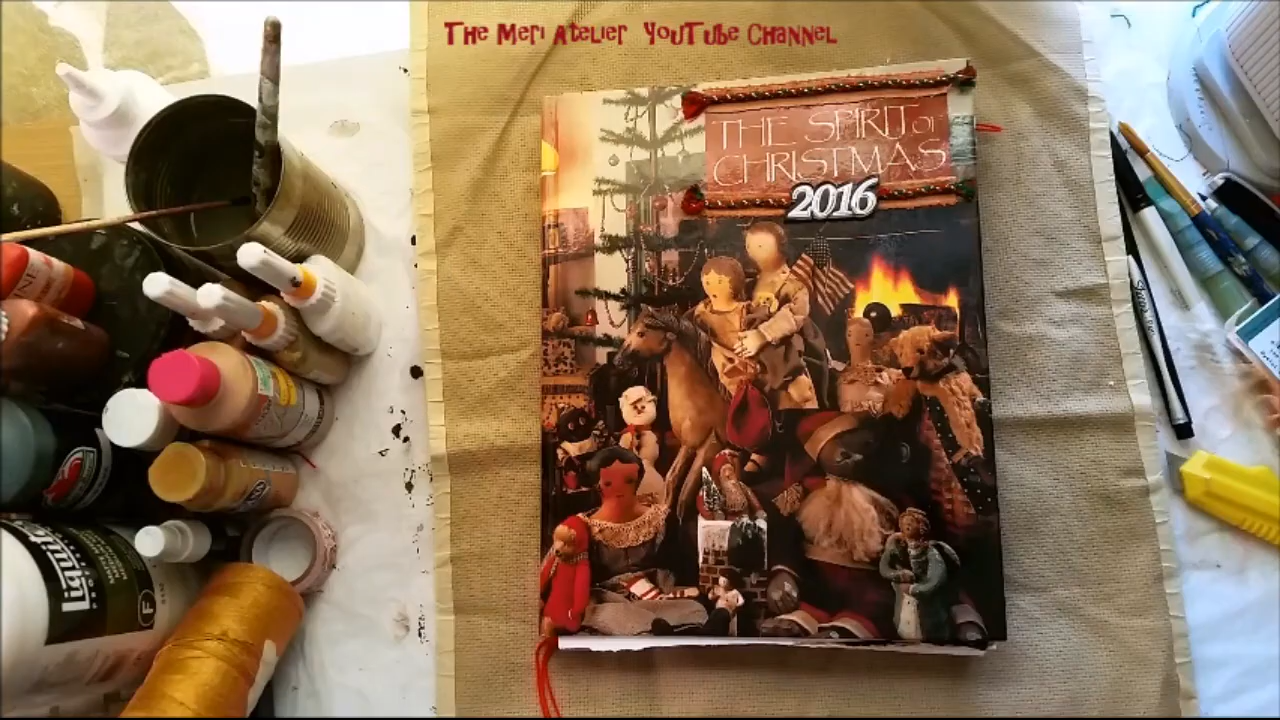 The Meri Atelier YouTube Channel
THE SPIRIT OF
CHRISTMAS
2016
Liquitex
F